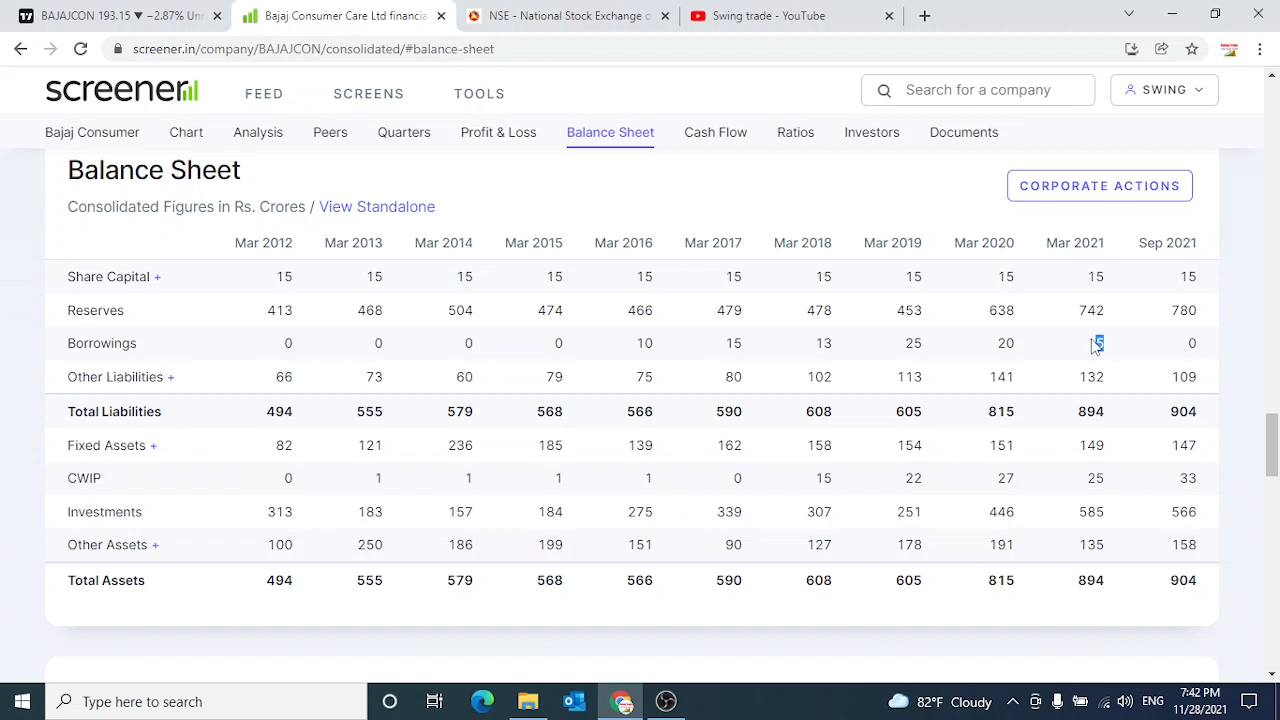 BAJAJCON 193.15 ▼ −2.87% Un
Bajaj Consumer Care Ltd financia
NSE - National Stock Exchange o
Swing trade - YouTube
screener.in/company/BAJAJCON/consolidated/#balance-sheet
screener
FEED SCREENS TOOLS
Search for a company
SWING
Bajaj Consumer Chart Analysis Peers Quarters Profit & Loss Balance Sheet Cash Flow Ratios Investors Documents
Balance Sheet
CORPORATE ACTIONS
Consolidated Figures in Rs. Crores / View Standalone
Mar 2012 Mar 2013 Mar 2014 Mar 2015 Mar 2016 Mar 2017 Mar 2018 Mar 2019 Mar 2020 Mar 2021 Sep 2021
Share Capital + 15 15 15 15 15 15 15 15 15 15 15
Reserves 413 468 504 474 466 479 478 453 638 742 780
Borrowings 0 0 0 0 10 15 13 25 20 5 0
Other Liabilities + 66 73 60 79 75 80 102 113 141 132 109
Total Liabilities 494 555 579 568 566 590 608 605 815 894 904
Fixed Assets + 82 121 236 185 139 162 158 154 151 149 147
CWIP 0 1 1 1 1 0 15 22 27 25 33
Investments 313 183 157 184 275 339 307 251 446 585 566
Other Assets + 100 250 186 199 151 90 127 178 191 135 158
Total Assets 494 555 579 568 566 590 608 605 815 894 904
Type here to search
82°F Cloudy
ENG
7:42 PM
11/28/2021